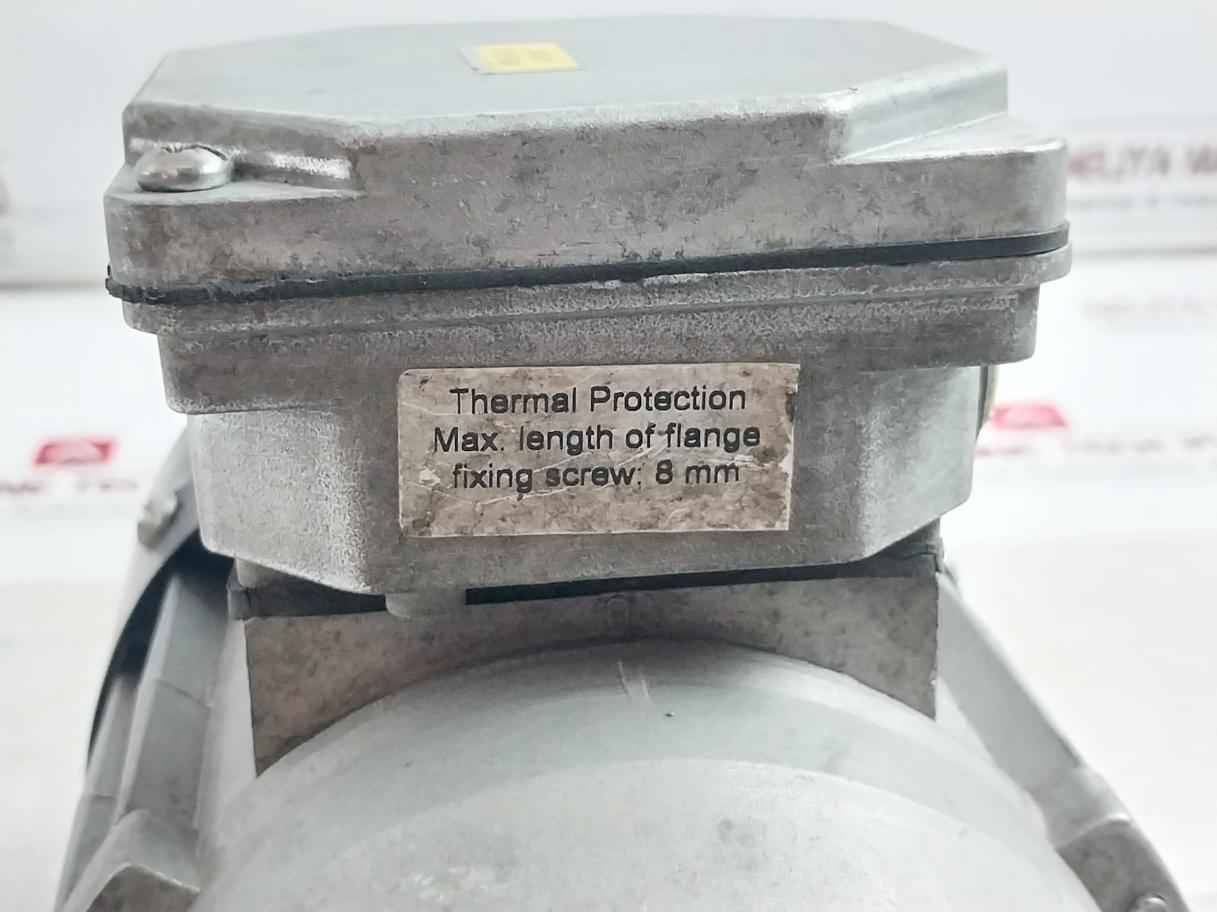 Thermal Protection
Max. length of flange
fixing screw: 8 mm